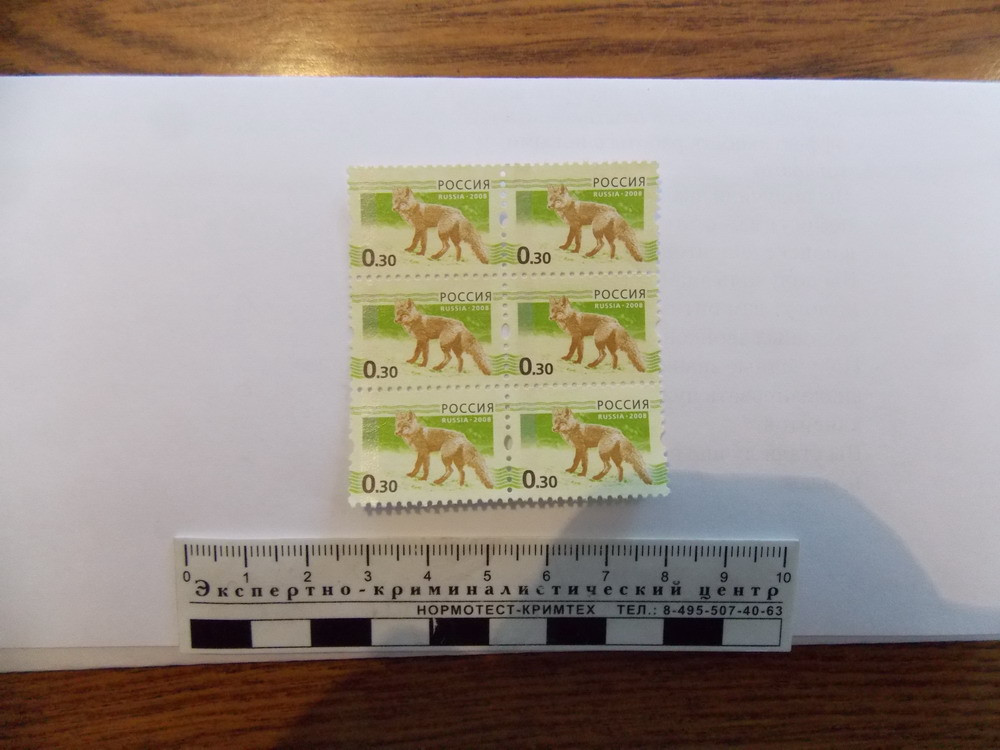 РОССИЯ РОССИЯ
RUSSIA·2008 RUSSIA·2008
0.30 0.30
РОССИЯ РОССИЯ
RUSSIA·2008 RUSSIA·2008
0.30 0.30
РОССИЯ РОССИЯ
RUSSIA·2008 RUSSIA·2008
0.30 0.30
0 1 2 3 4 5 6 7 8 9 10
Экспертно-криминалистический центр
НОРМОТЕСТ-КРИМТЕХ ТЕЛ.: 8-495-507-40-63